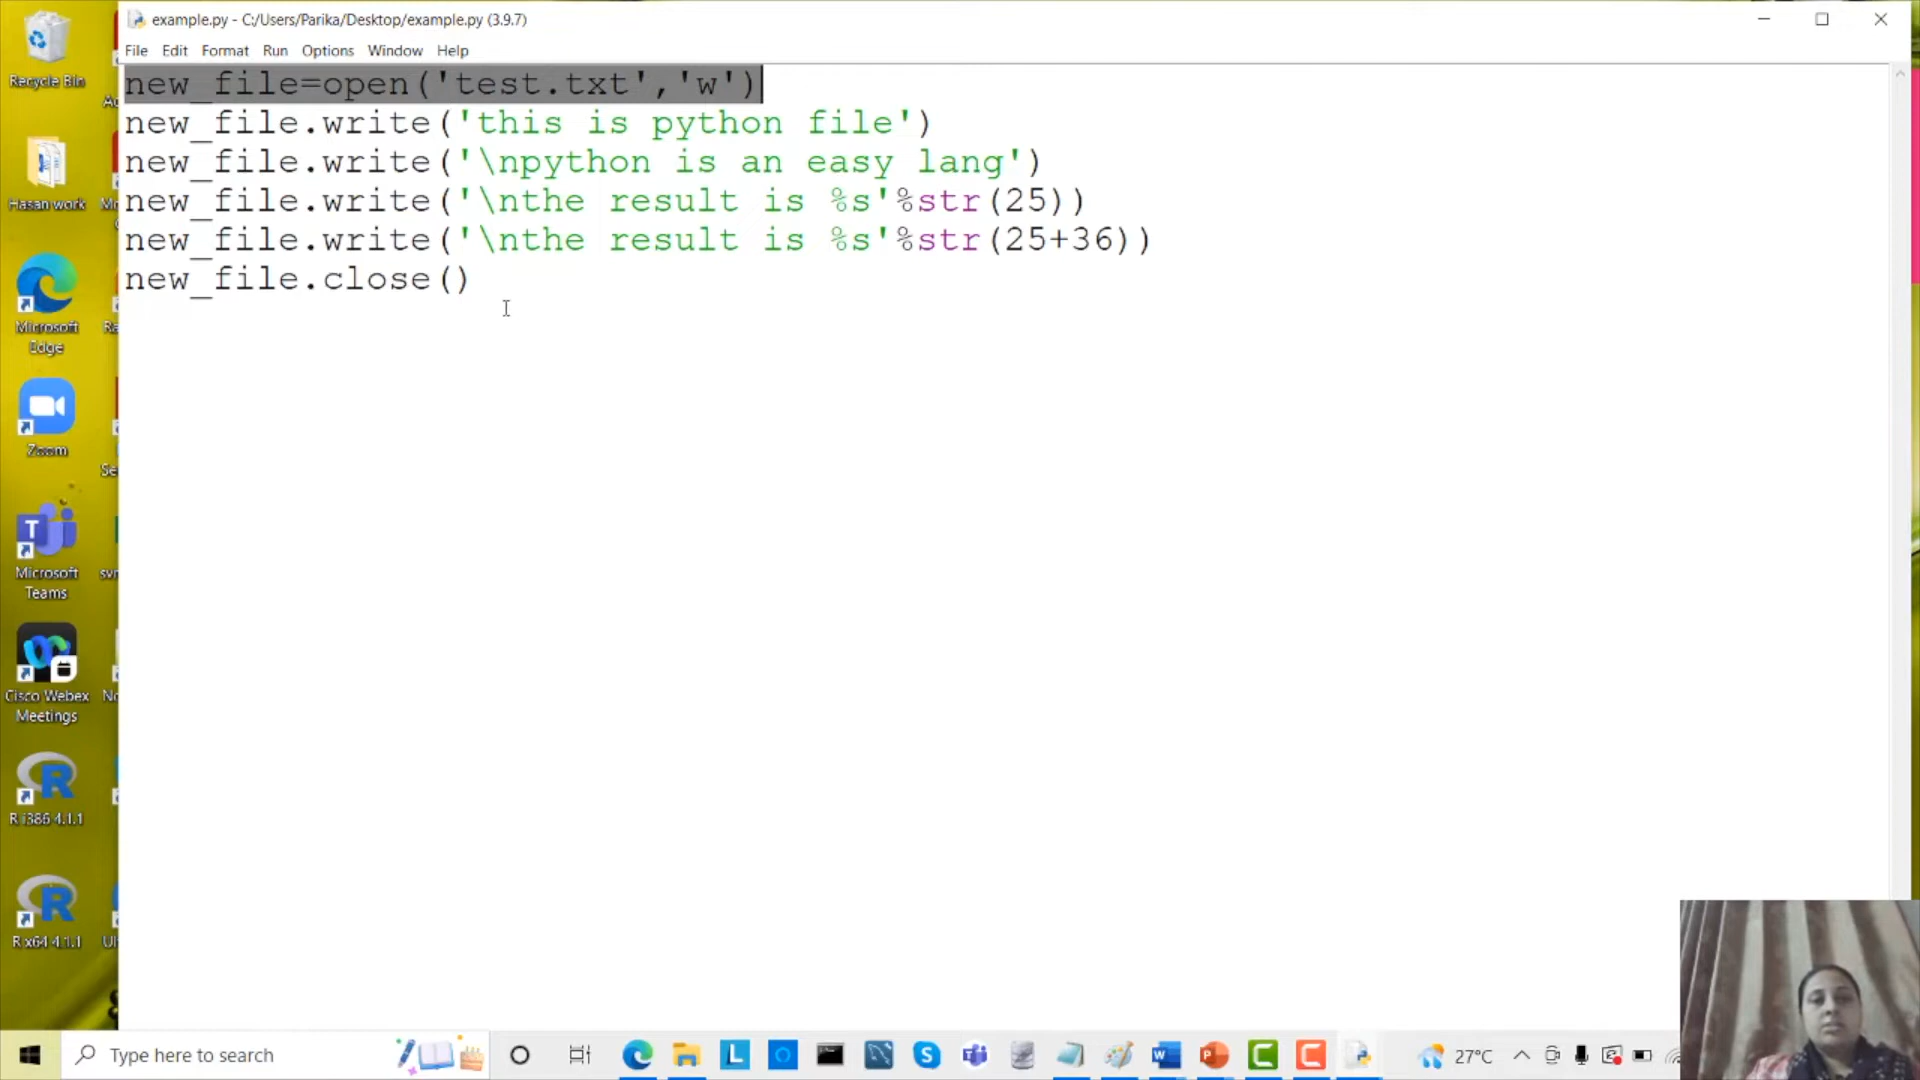 example.py - C:/Users/Parika/Desktop/example.py (3.9.7)
File Edit Format Run Options Window Help
new_file=open('test.txt','w')
new_file.write('this is python file')
new_file.write('\npython is an easy lang')
new_file.write('\nthe result is %s'%str(25))
new_file.write('\nthe result is %s'%str(25+36))
new_file.close()
Recycle Bin
Hasan work
Microsoft
Edge
Zoom
Microsoft
Teams
Cisco Webex
Meetings
R i386 4.1.1
R x64 4.1.1
Type here to search
27°C